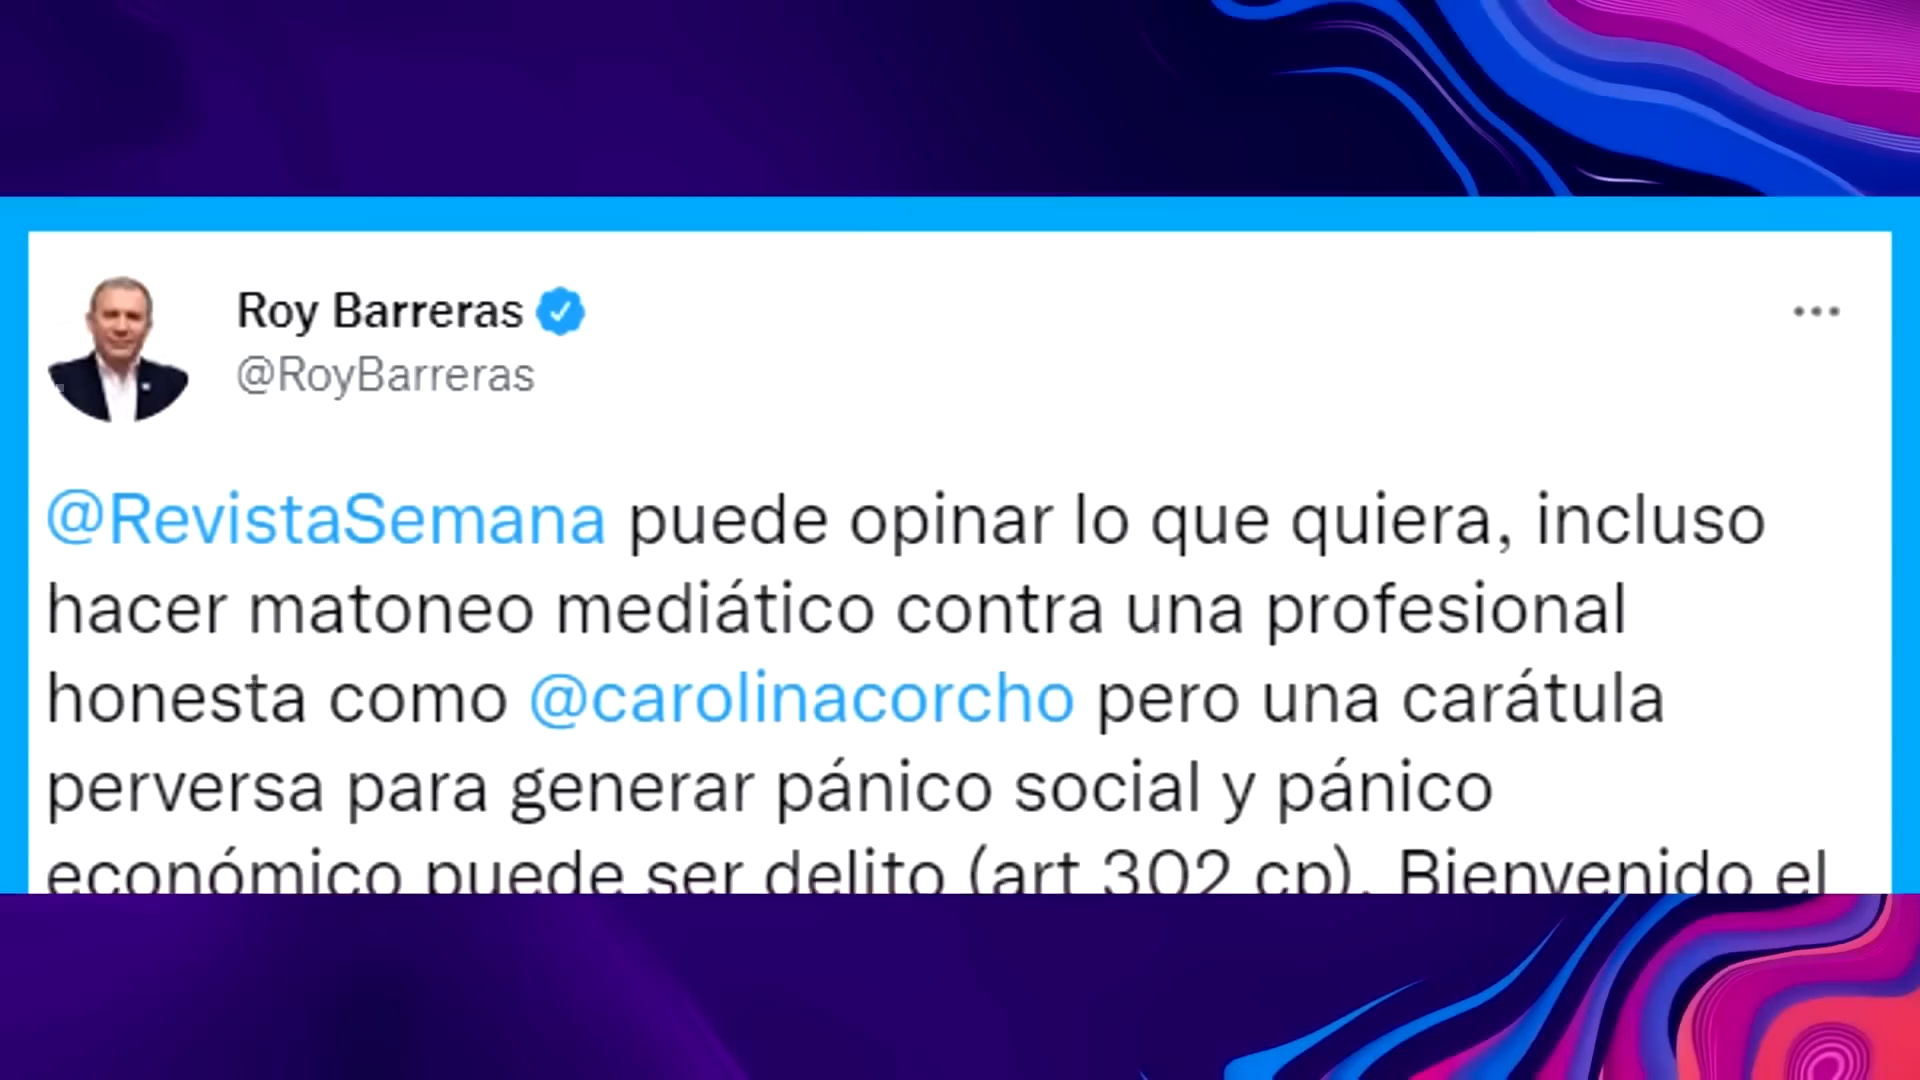 Roy Barreras
@RoyBarreras
@RevistaSemana puede opinar lo que quiera, incluso
hacer matoneo mediático contra una profesional
honesta como @carolinacorcho pero una carátula
perversa para generar pánico social y pánico
económico puede ser delito (art 302 cp). Bienvenido el